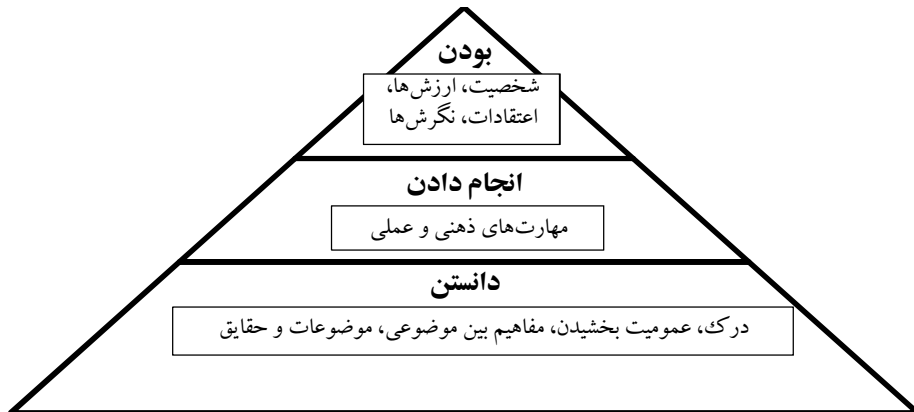 بودن
شخصیت، ارزش‌ها،
اعتقادات، نگرش‌ها
انجام دادن
مهارت‌های ذهنی و عملی
دانستن
درک، عمومیت بخشیدن، مفاهیم بین موضوعی، موضوعات و حقایق